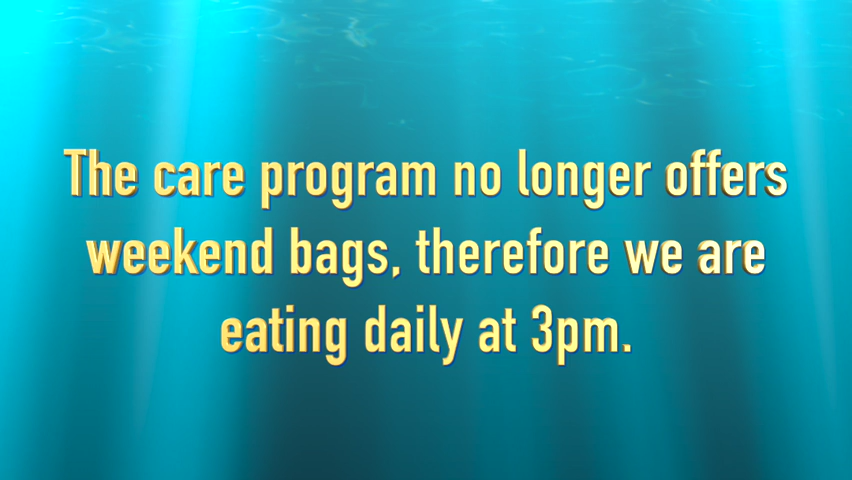 The care program no longer offers
weekend bags, therefore we are
eating daily at 3pm.